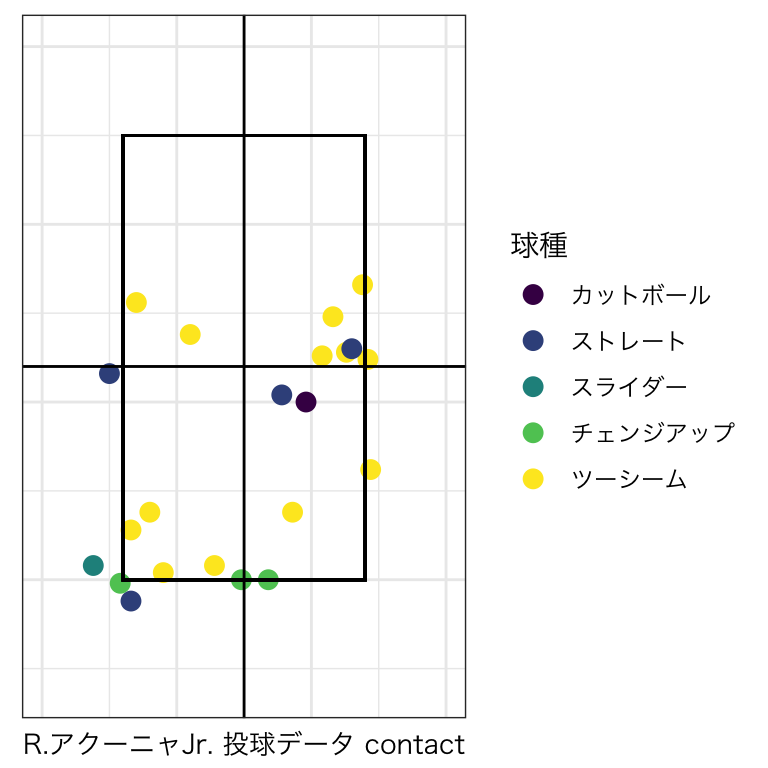 球種
カットボール
ストレート
スライダー
チェンジアップ
ツーシーム
R.アクーニャJr. 投球データ contact